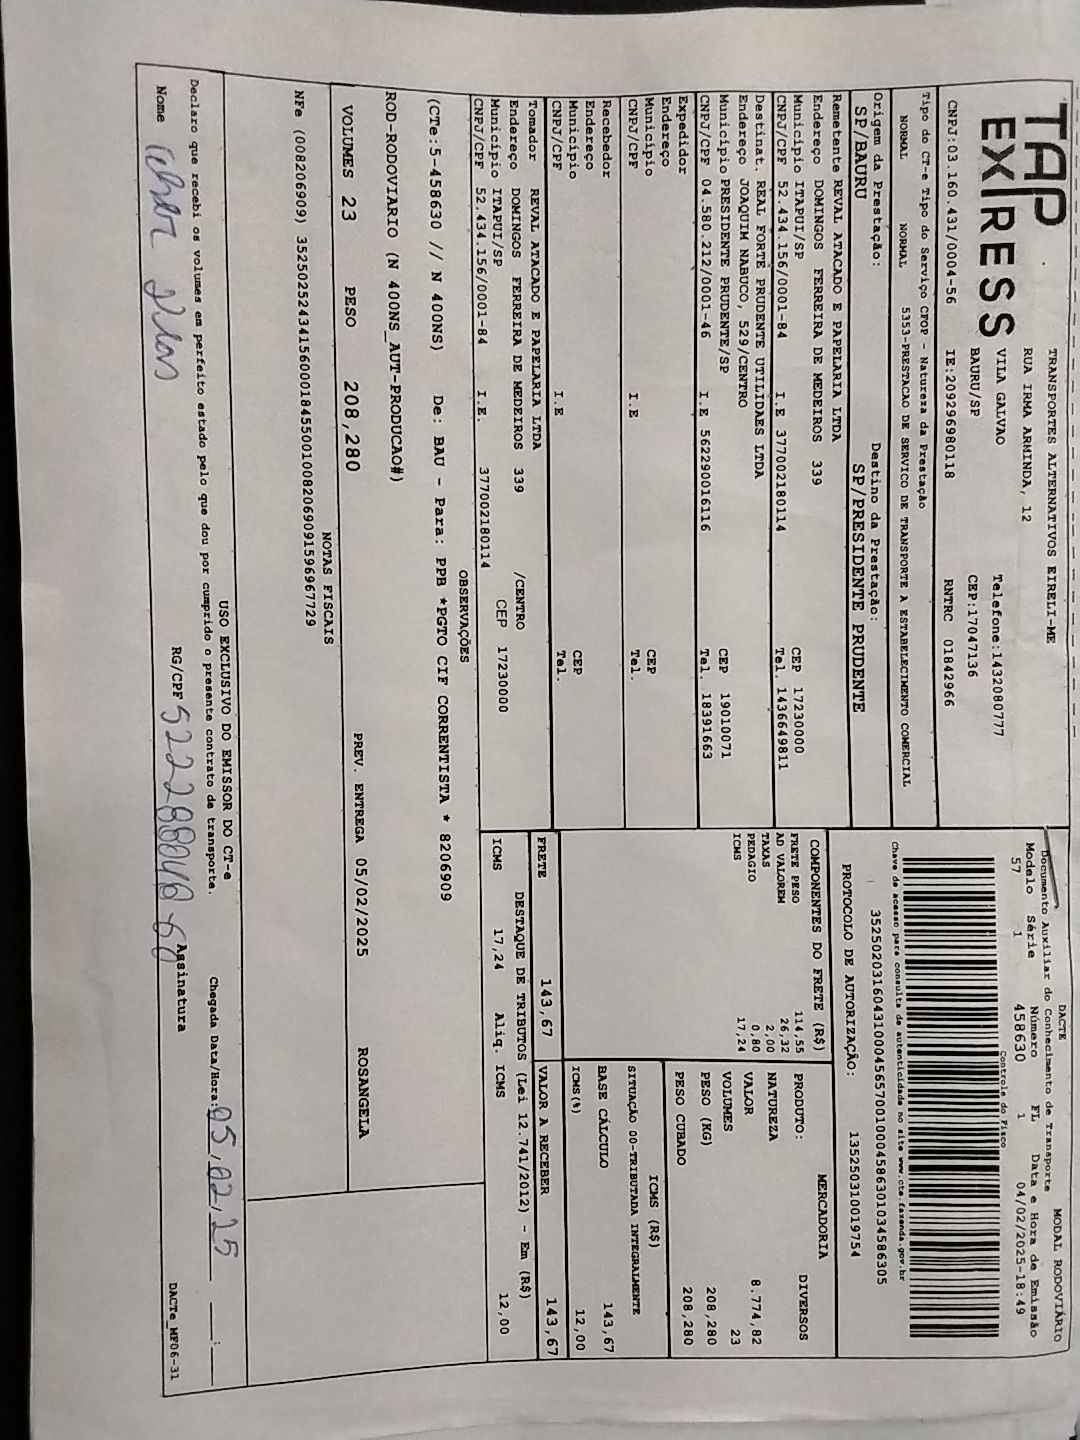 TAP
EXPRESS
TRANSPORTES ALTERNATIVOS EIRELI-ME
RUA IRMA ARMINDA, 12
VILA GALVAO
BAURU/SP
Telefone:1432080777
CEP:17047136
CNPJ:03.160.431/0004-56 IE:209296980118 RNTRC 01842966
Tipo do CT-e Tipo do Serviço CFOP - Natureza da Prestação
NORMAL NORMAL 5353-PRESTACAO DE SERVICO DE TRANSPORTE A ESTABELECIMENTO COMERCIAL
Origem da Prestação: Destino da Prestação:
SP/BAURU SP/PRESIDENTE PRUDENTE
DACTE MODAL RODOVIÁRIO
Documento Auxiliar do Conhecimento de Transporte
Modelo Série Número FL Data e Hora de Emissão
57 1 458630 1 04/02/2025-18:49
Controle do Fisco
Chave de acesso para consulta de autenticidade no site www.cte.fazenda.gov.br
35250203160431000456570010004586301034586305
PROTOCOLO DE AUTORIZAÇÃO: 135250310019754
Remetente REVAL ATACADO E PAPELARIA LTDA
Endereço DOMINGOS FERREIRA DE MEDEIROS 339
Município ITAPUI/SP CEP 17230000
CNPJ/CPF 52.434.156/0001-84 I.E 377002180114 Tel. 1436649811
Destinat. REAL FORTE PRUDENTE UTILIDAES LTDA
Endereço JOAQUIM NABUCO, 529/CENTRO
Município PRESIDENTE PRUDENTE/SP CEP 19010071
CNPJ/CPF 04.580.212/0001-46 I.E 562290016116 Tel. 18391663
Expedidor
Endereço
Município CEP
CNPJ/CPF I.E Tel.
Recebedor
Endereço
Município CEP
CNPJ/CPF I.E Tel.
Tomador REVAL ATACADO E PAPELARIA LTDA
Endereço DOMINGOS FERREIRA DE MEDEIROS 339 /CENTRO
Município ITAPUI/SP CEP 17230000
CNPJ/CPF 52.434.156/0001-84 I.E. 377002180114
COMPONENTES DO FRETE (R$)
FRETE PESO 114,55
AD VALOREM 26,32
TAXAS 2,00
PEDAGIO 0,80
ICMS 17,24
MERCADORIA
PRODUTO: DIVERSOS
NATUREZA
VALOR 8.774,82
VOLUMES 23
PESO (KG) 208,280
PESO CUBADO 208,280
ICMS (R$)
SITUAÇÃO 00-TRIBUTADA INTEGRALMENTE
BASE CÁLCULO 143,67
ICMS(%) 12,00
FRETE 143,67 VALOR A RECEBER 143,67
DESTAQUE DE TRIBUTOS (Lei 12.741/2012) - Em (R$)
ICMS 17,24 Aliq. ICMS 12,00
OBSERVAÇÕES
(CTe:5-458630 // N 400NS) De: BAU - Para: PPB *PGTO CIF CORRENTISTA * 8206909
ROD-RODOVIARIO (N 400NS_AUT-PRODUCAO#)
VOLUMES 23 PESO 208,280 PREV. ENTREGA 05/02/2025 ROSANGELA
NOTAS FISCAIS
NFe (008206909) 35250252434156000184550010082069091596967729
USO EXCLUSIVO DO EMISSOR DO CT-e
Declaro que recebi os volumes em perfeito estado pelo que dou por cumprido o presente contrato de transporte. Chegada Data/Hora: 05,02,25 :
Nome RG/CPF Assinatura
DACTe_MF06-31